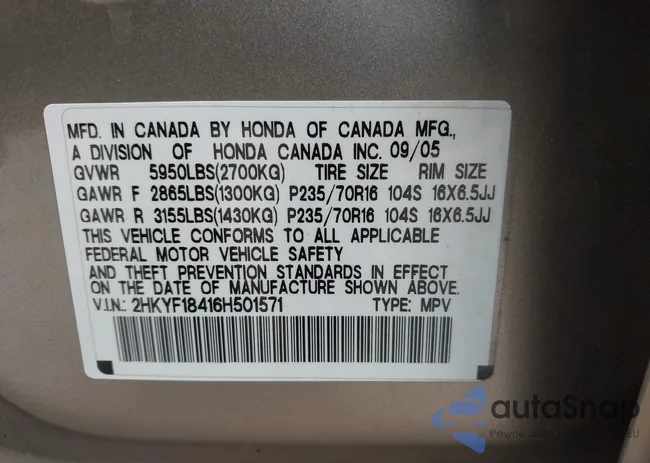 MFD. IN CANADA BY HONDA OF CANADA MFG.,
A DIVISION OF HONDA CANADA INC. 09/05
GVWR 5950LBS(2700KG) TIRE SIZE RIM SIZE
GAWR F 2865LBS(1300KG) P235/70R16 104S 16X6.5JJ
GAWR R 3155LBS(1430KG) P235/70R16 104S 16X6.5JJ
THIS VEHICLE CONFORMS TO ALL APPLICABLE
FEDERAL MOTOR VEHICLE SAFETY
AND THEFT PREVENTION STANDARDS IN EFFECT
ON THE DATE OF MANUFACTURE SHOWN ABOVE.
V.I.N.: 2HKYF18416H501571 TYPE: MPV
autaSnap
Pewne auto